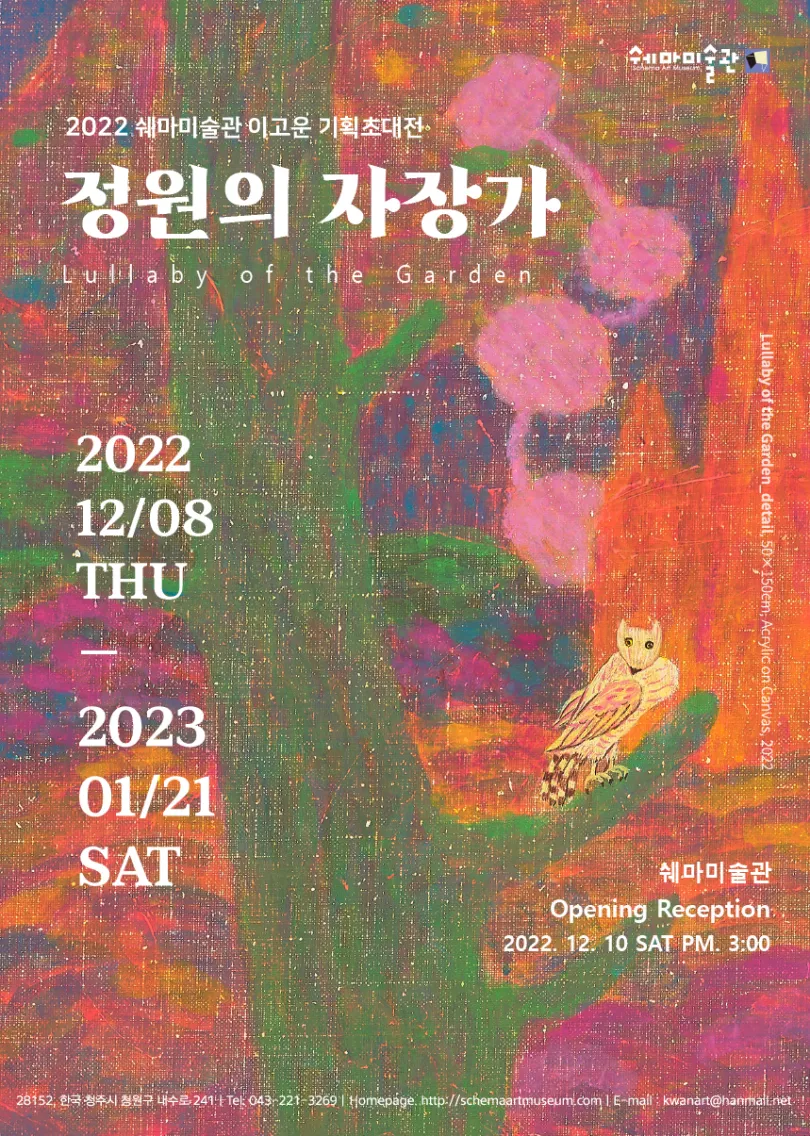 쉐마미술관
Schema Art Museum
2022 쉐마미술관 이고운 기획초대전
정원의 자장가
Lullaby of the Garden
2022
12/08
THU
—
2023
01/21
SAT
Lullaby of the Garden_detail, 50×150cm, Acrylic on Canvas, 2022
쉐마미술관
Opening Reception
2022. 12. 10 SAT PM. 3:00
28152, 한국 청주시 청원구 내수로 241 | Tel: 043-221-3269 | Homepage. http://schemaartmuseum.com | E-mail : kwanart@hanmail.net